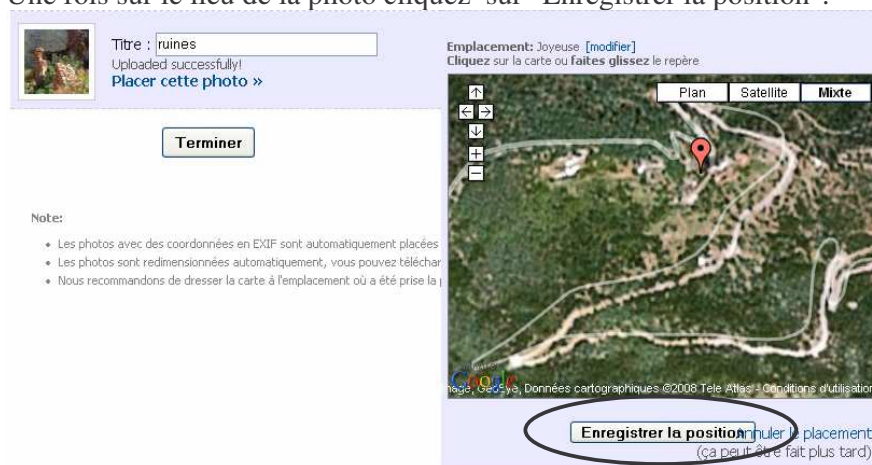 Une fois sur le lieu de la photo cliquez sur "Enregistrer la position".
Titre : ruines
Uploaded successfully!
Placer cette photo »
Terminer
Note:
• Les photos avec des coordonnées en EXIF sont automatiquement placées
• Les photos sont redimensionnées automatiquement, vous pouvez téléchar
• Nous recommandons de dresser la carte á l'emplacement où a été prise la
Emplacement: Joyeuse [modifier]
Cliquez sur la carte ou faites glissez le repère
Plan Satellite Mixte
Google
Données cartographiques ©2008 Tele Atlas - Conditions d'utilisation
Enregistrer la position
Annuler le placement
(ça peut être fait plus tard)